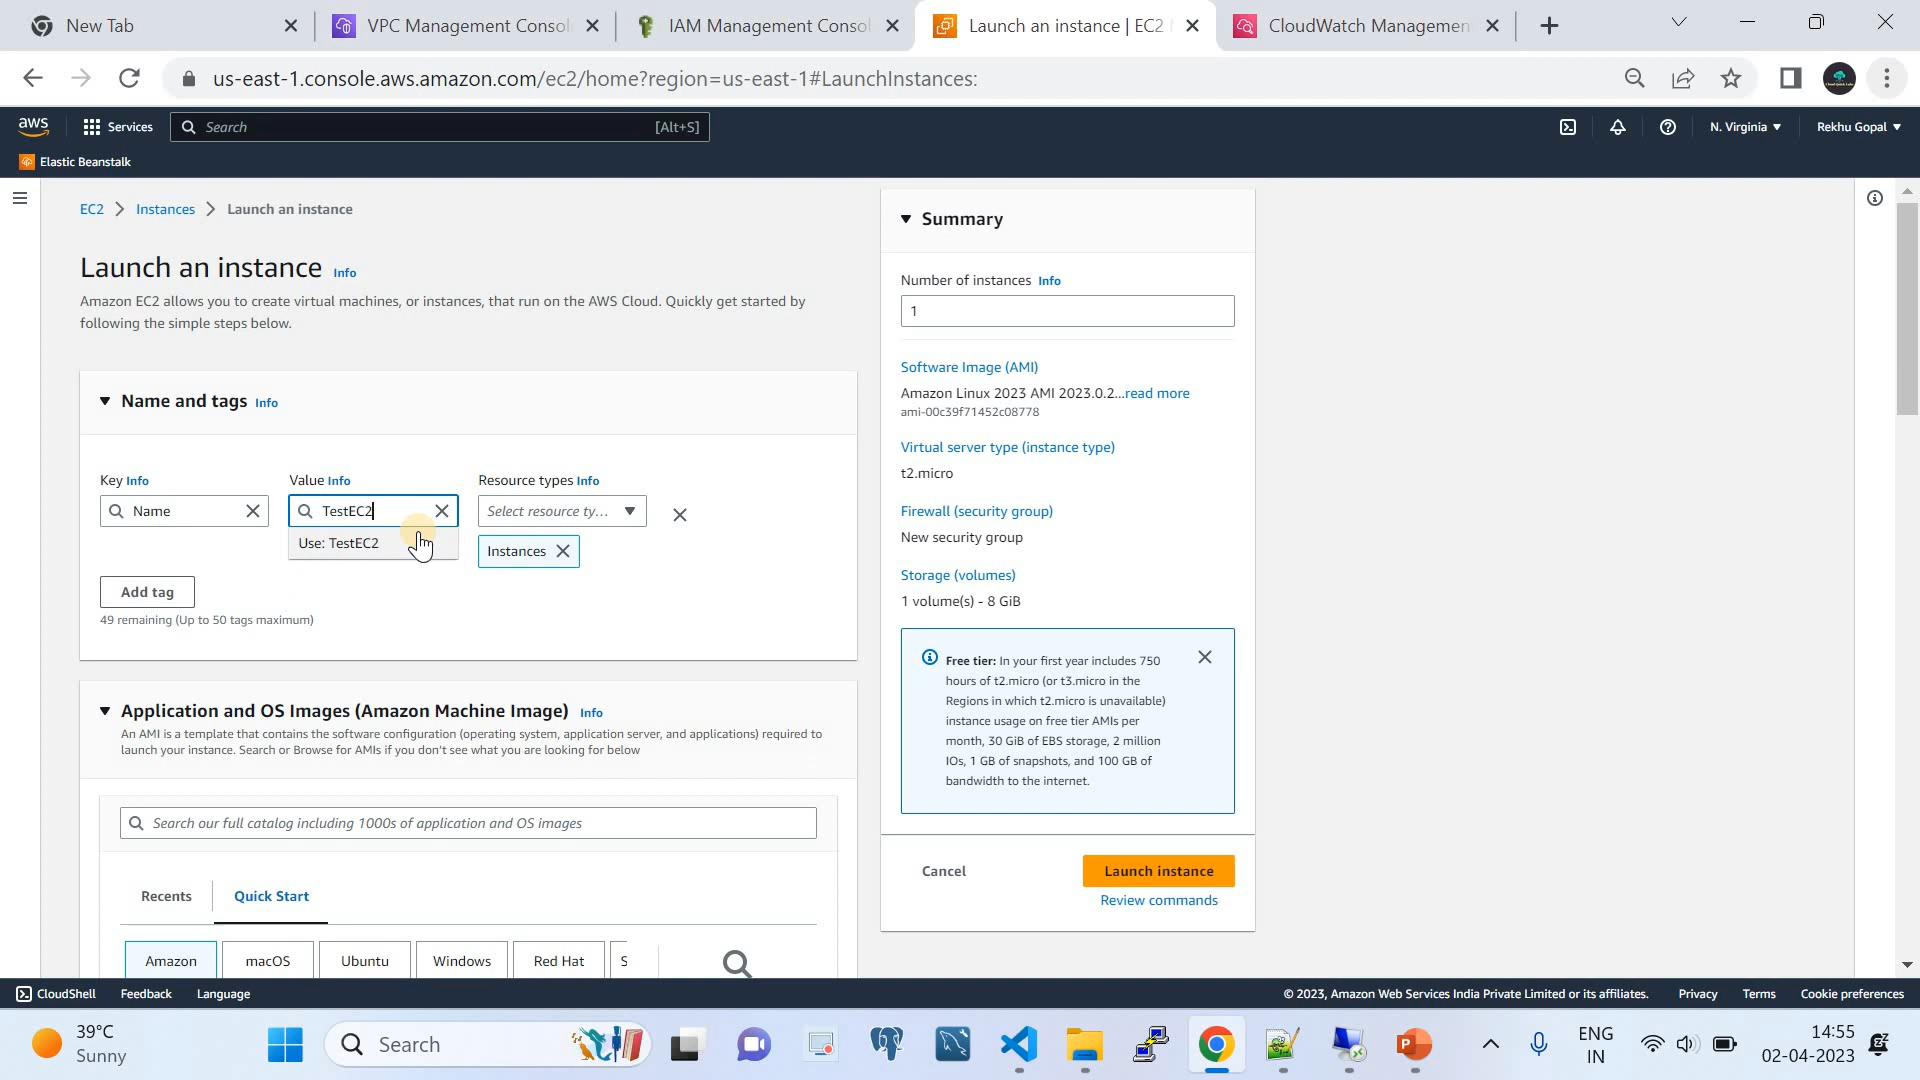 New Tab
VPC Management Consol
IAM Management Consol
Launch an instance | EC2
CloudWatch Management
us-east-1.console.aws.amazon.com/ec2/home?region=us-east-1#LaunchInstances:
aws
Services
Search
[Alt+S]
N. Virginia
Rekhu Gopal
Elastic Beanstalk
EC2
Instances
Launch an instance
Launch an instance Info
Amazon EC2 allows you to create virtual machines, or instances, that run on the AWS Cloud. Quickly get started by
following the simple steps below.
Name and tags Info
Key Info
Value Info
Resource types Info
Name
TestEC2
Select resource ty...
Use: TestEC2
Instances
Add tag
49 remaining (Up to 50 tags maximum)
Application and OS Images (Amazon Machine Image) Info
An AMI is a template that contains the software configuration (operating system, application server, and applications) required to
launch your instance. Search or Browse for AMIs if you don't see what you are looking for below
Search our full catalog including 1000s of application and OS images
Recents
Quick Start
Amazon
macOS
Ubuntu
Windows
Red Hat
S
Summary
Number of instances Info
1
Software Image (AMI)
Amazon Linux 2023 AMI 2023.0.2...read more
ami-00c39f71452c08778
Virtual server type (instance type)
t2.micro
Firewall (security group)
New security group
Storage (volumes)
1 volume(s) - 8 GiB
Free tier: In your first year includes 750
hours of t2.micro (or t3.micro in the
Regions in which t2.micro is unavailable)
instance usage on free tier AMIs per
month, 30 GiB of EBS storage, 2 million
IOs, 1 GB of snapshots, and 100 GB of
bandwidth to the internet.
Cancel
Launch instance
Review commands
CloudShell
Feedback
Language
© 2023, Amazon Web Services India Private Limited or its affiliates.
Privacy
Terms
Cookie preferences
39°C
Sunny
Search
ENG
IN
14:55
02-04-2023